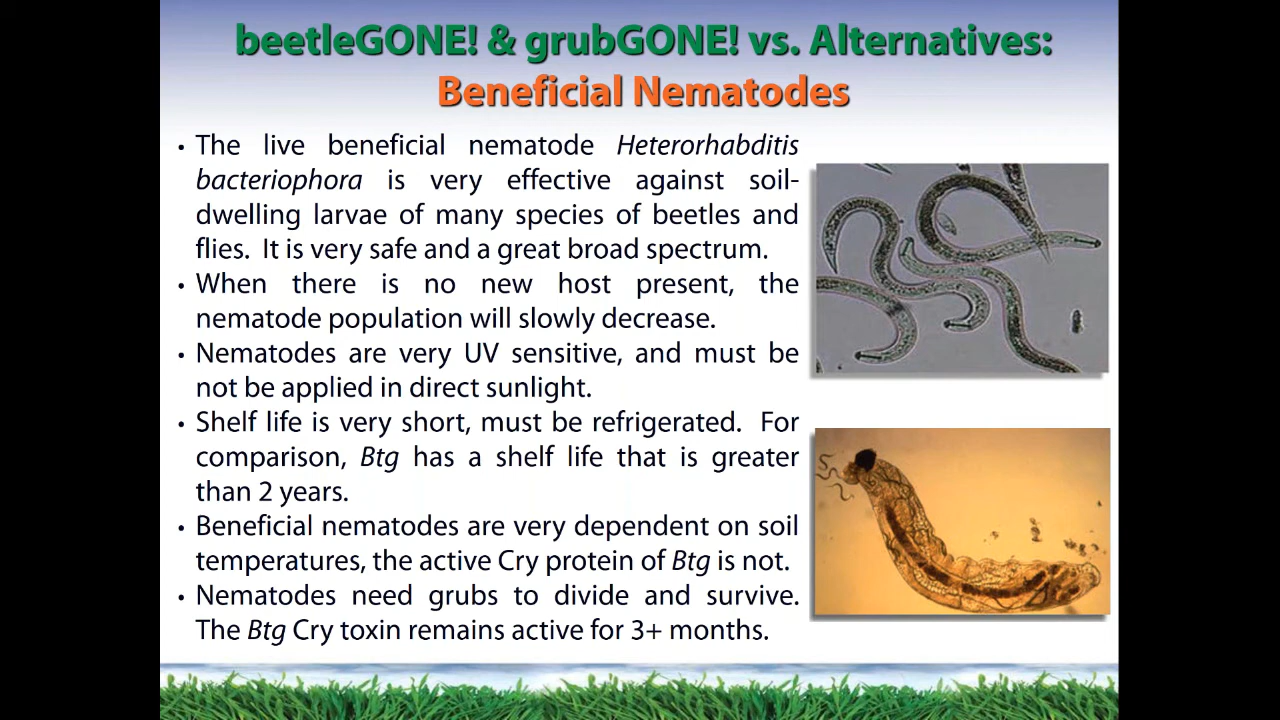 beetleGONE! & grubGONE! vs. Alternatives:
Beneficial Nematodes
• The live beneficial nematode Heterorhabditis
bacteriophora is very effective against soil-
dwelling larvae of many species of beetles and
flies. It is very safe and a great broad spectrum.
• When there is no new host present, the
nematode population will slowly decrease.
• Nematodes are very UV sensitive, and must be
not be applied in direct sunlight.
• Shelf life is very short, must be refrigerated. For
comparison, Btg has a shelf life that is greater
than 2 years.
• Beneficial nematodes are very dependent on soil
temperatures, the active Cry protein of Btg is not.
• Nematodes need grubs to divide and survive.
The Btg Cry toxin remains active for 3+ months.